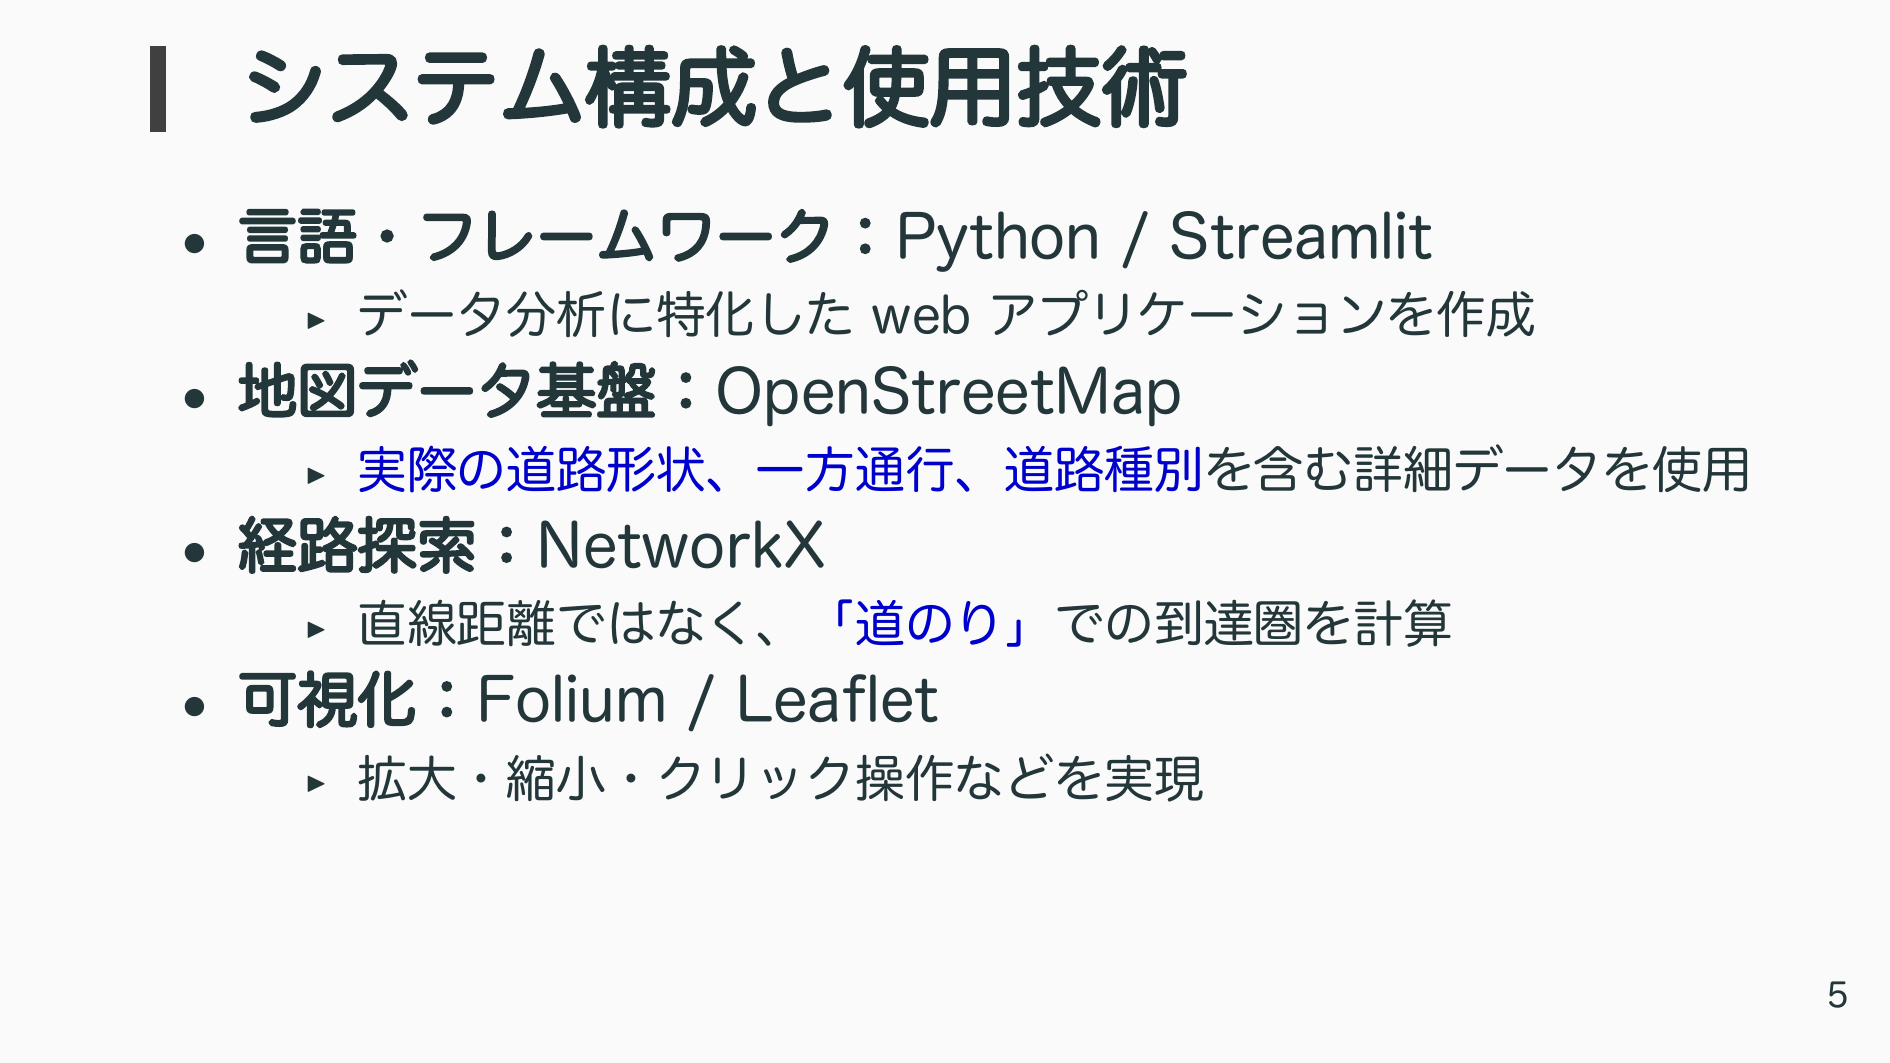 システム構成と使用技術
• 言語・フレームワーク：Python / Streamlit
▸ データ分析に特化した web アプリケーションを作成
• 地図データ基盤：OpenStreetMap
▸ 実際の道路形状、一方通行、道路種別を含む詳細データを使用
• 経路探索：NetworkX
▸ 直線距離ではなく、「道のり」での到達圏を計算
• 可視化：Folium / Leaflet
▸ 拡大・縮小・クリック操作などを実現
5